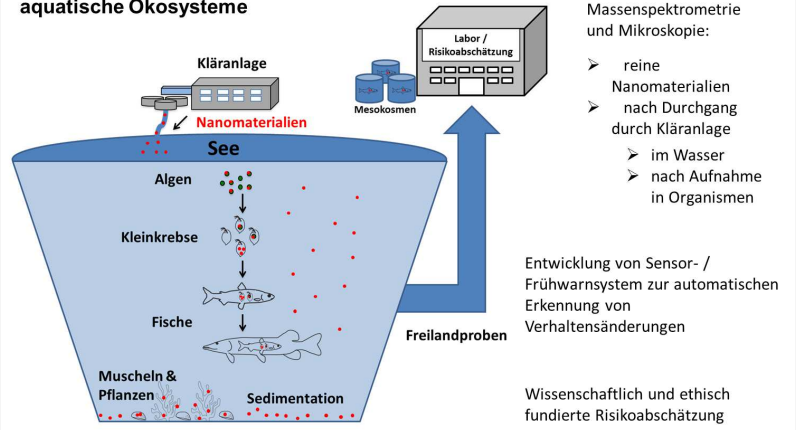 aquatische Ökosysteme
Kläranlage
Nanomaterialien
See
Algen
Kleinkrebse
Fische
Muscheln &
Pflanzen
Sedimentation
Labor /
Risikoabschätzung
Mesokosmen
Freilandproben
Massenspektrometrie
und Mikroskopie:
➢ reine
Nanomaterialien
➢ nach Durchgang
durch Kläranlage
➢ im Wasser
➢ nach Aufnahme
in Organismen
Entwicklung von Sensor- /
Frühwarnsystem zur automatischen
Erkennung von
Verhaltensänderungen
Wissenschaftlich und ethisch
fundierte Risikoabschätzung